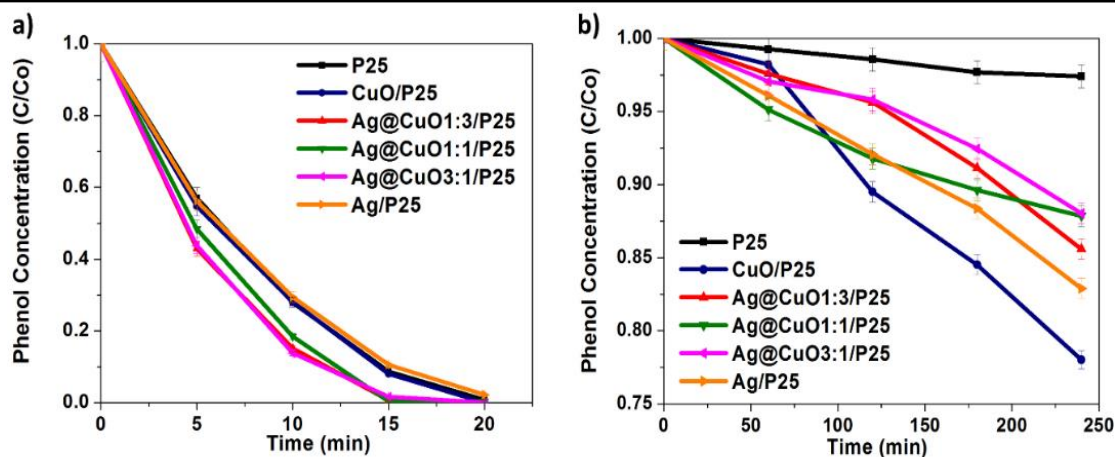 a)
Phenol Concentration (C/Co)
1.0
0.8
0.6
0.4
0.2
0.0
0
5
10
15
20
Time (min)
P25
CuO/P25
Ag@CuO1:3/P25
Ag@CuO1:1/P25
Ag@CuO3:1/P25
Ag/P25
b)
Phenol Concentration (C/Co)
1.00
0.95
0.90
0.85
0.80
0.75
0
50
100
150
200
250
Time (min)
P25
CuO/P25
Ag@CuO1:3/P25
Ag@CuO1:1/P25
Ag@CuO3:1/P25
Ag/P25